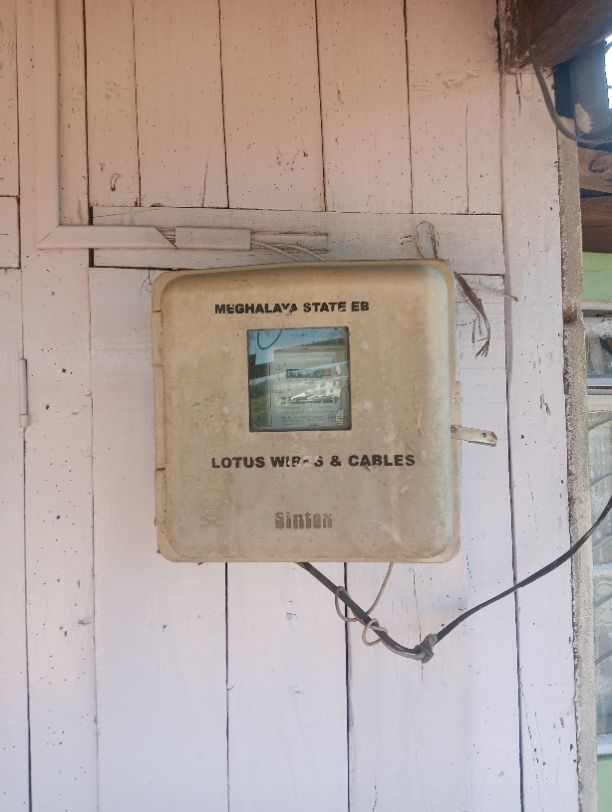 MEGHALAYA STATE EB
LOTUS WIRES & CABLES
Sintex